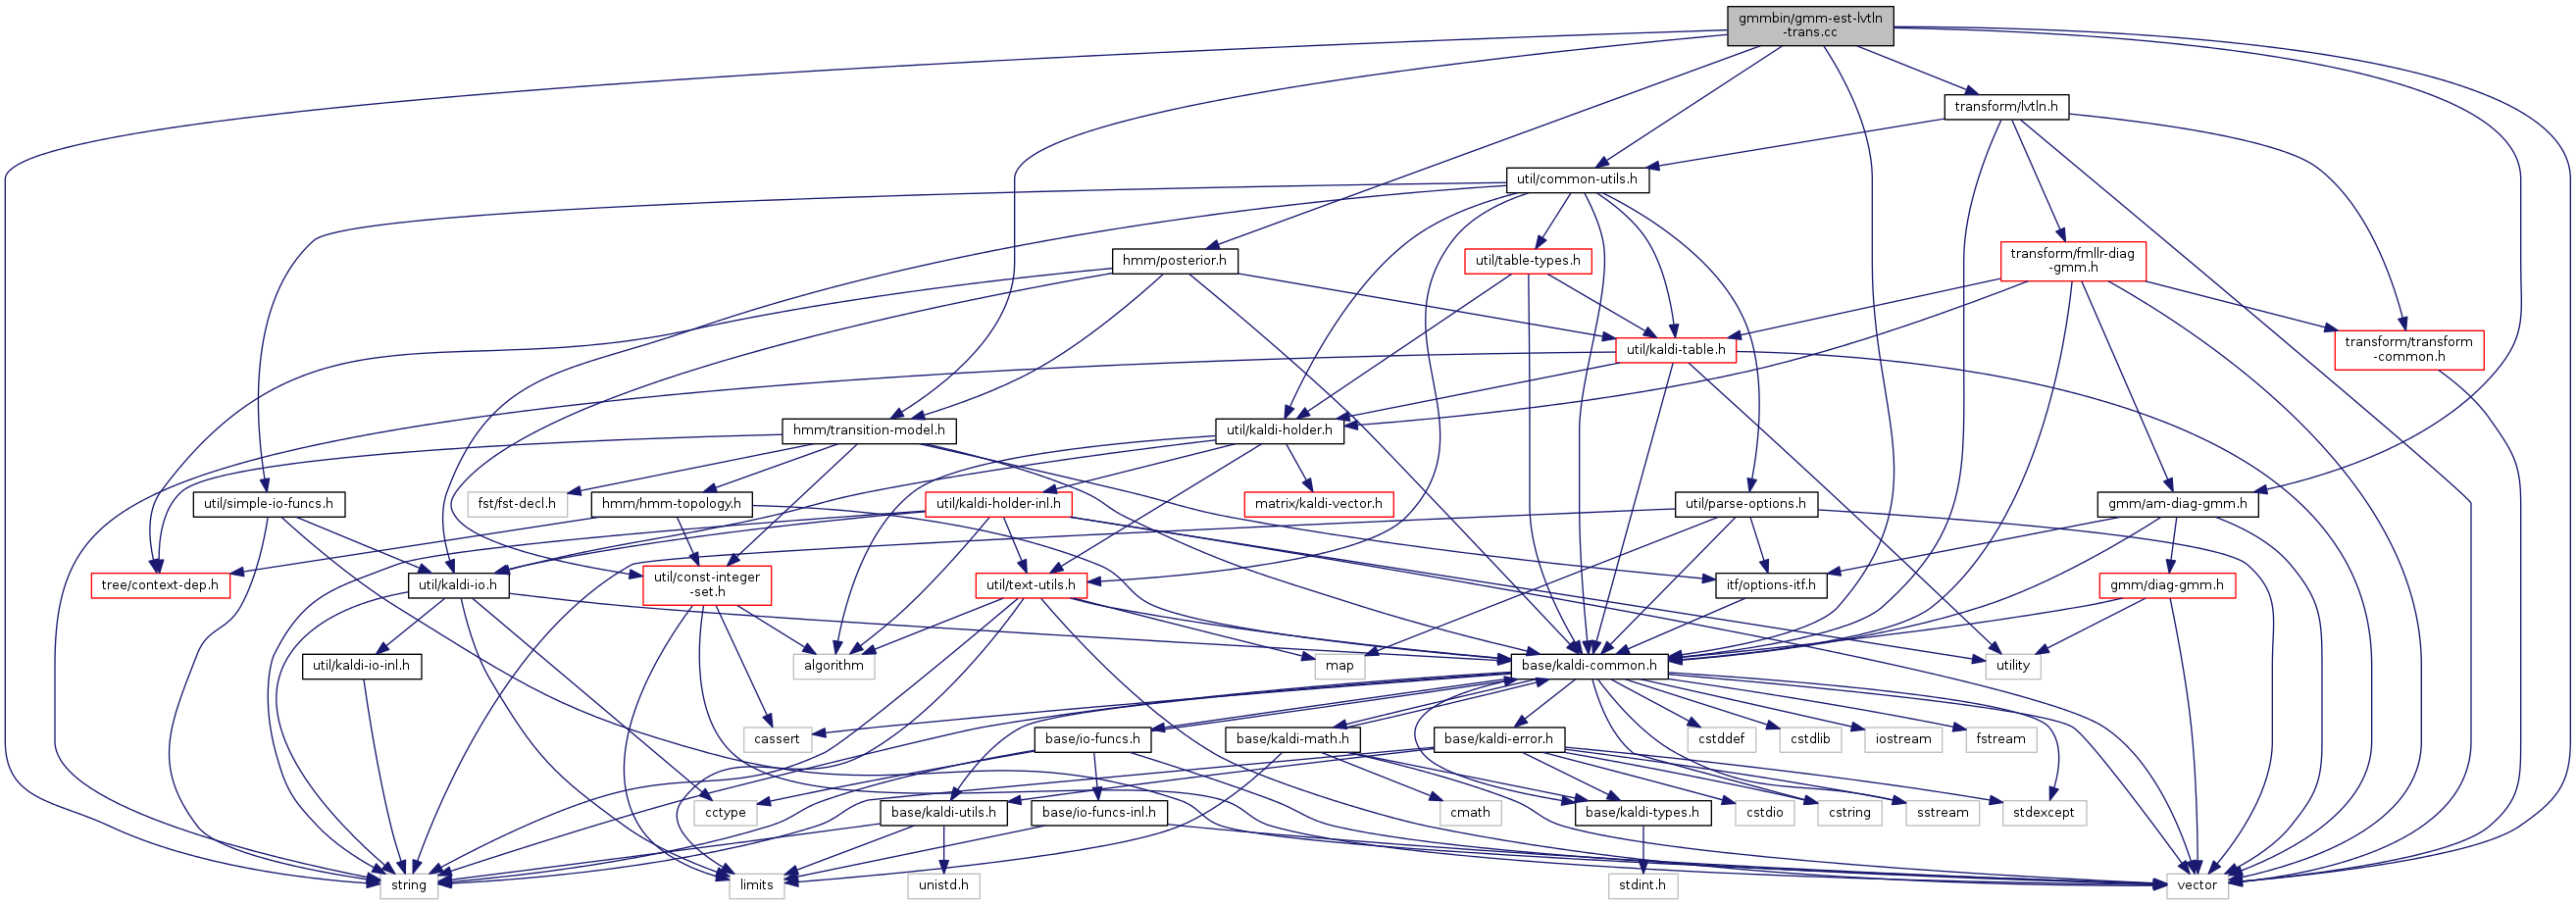 gmmbin/gmm-est-lvtln
-trans.cc
transform/lvtln.h
util/common-utils.h
hmm/posterior.h
util/table-types.h
transform/fmllr-diag
-gmm.h
util/kaldi-table.h
transform/transform
-common.h
hmm/transition-model.h
util/kaldi-holder.h
util/simple-io-funcs.h
fst/fst-decl.h
hmm/hmm-topology.h
util/kaldi-holder-inl.h
matrix/kaldi-vector.h
util/parse-options.h
gmm/am-diag-gmm.h
tree/context-dep.h
util/kaldi-io.h
util/const-integer
-set.h
util/text-utils.h
itf/options-itf.h
gmm/diag-gmm.h
util/kaldi-io-inl.h
algorithm
map
base/kaldi-common.h
utility
cassert
base/io-funcs.h
base/kaldi-math.h
base/kaldi-error.h
cstddef
cstdlib
iostream
fstream
cctype
base/kaldi-utils.h
base/io-funcs-inl.h
cmath
base/kaldi-types.h
cstdio
cstring
sstream
stdexcept
string
limits
unistd.h
stdint.h
vector